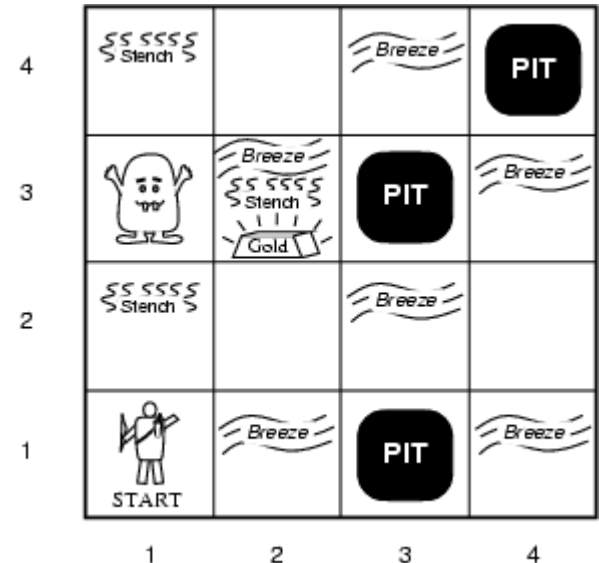 4
Stench
Breeze
PIT
3
Breeze
Stench
Gold
PIT
Breeze
2
Stench
Breeze
1
START
Breeze
PIT
Breeze
1 2 3 4